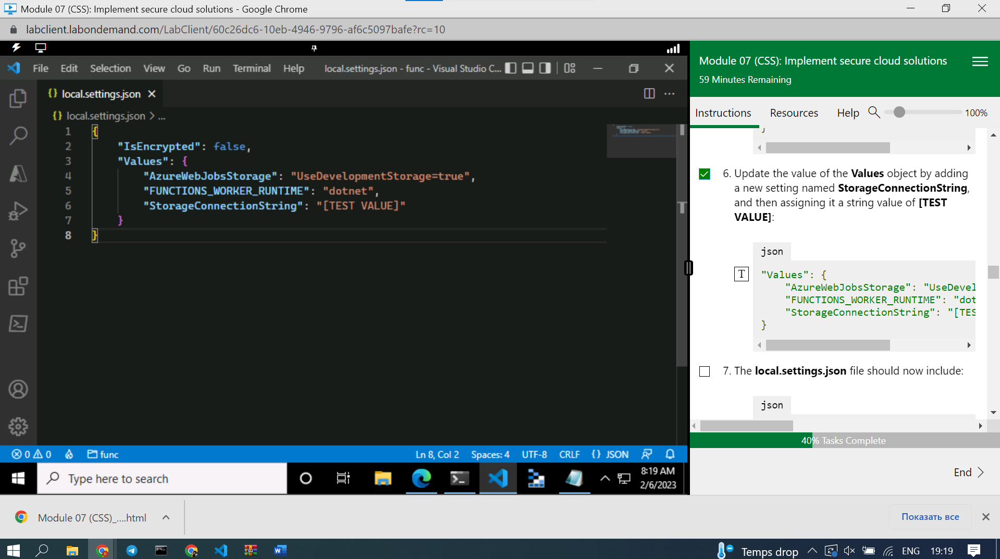 Module 07 (CSS): Implement secure cloud solutions - Google Chrome
labclient.labondemand.com/LabClient/60c26dc6-10eb-4946-9796-af6c5097bafe?rc=10
File Edit Selection View Go Run Terminal Help local.settings.json - func - Visual Studio C...
local.settings.json
{} local.settings.json > ...
1 {
2 "IsEncrypted": false,
3 "Values": {
4 "AzureWebJobsStorage": "UseDevelopmentStorage=true",
5 "FUNCTIONS_WORKER_RUNTIME": "dotnet",
6 "StorageConnectionString": "[TEST VALUE]"
7 }
8 }
0 0 func Ln 8, Col 2 Spaces: 4 UTF-8 CRLF {} JSON
Type here to search
8:19 AM
2/6/2023
Module 07 (CSS): Implement secure cloud solutions
59 Minutes Remaining
Instructions Resources Help 100%
}
6. Update the value of the Values object by adding
a new setting named StorageConnectionString,
and then assigning it a string value of [TEST
VALUE]:
json
T
"Values": {
"AzureWebJobsStorage": "UseDevel
"FUNCTIONS_WORKER_RUNTIME": "dot
"StorageConnectionString": "[TES
}
7. The local.settings.json file should now include:
json
40% Tasks Complete
End
Module 07 (CSS)_....html
Показать все
Temps drop ENG 19:19